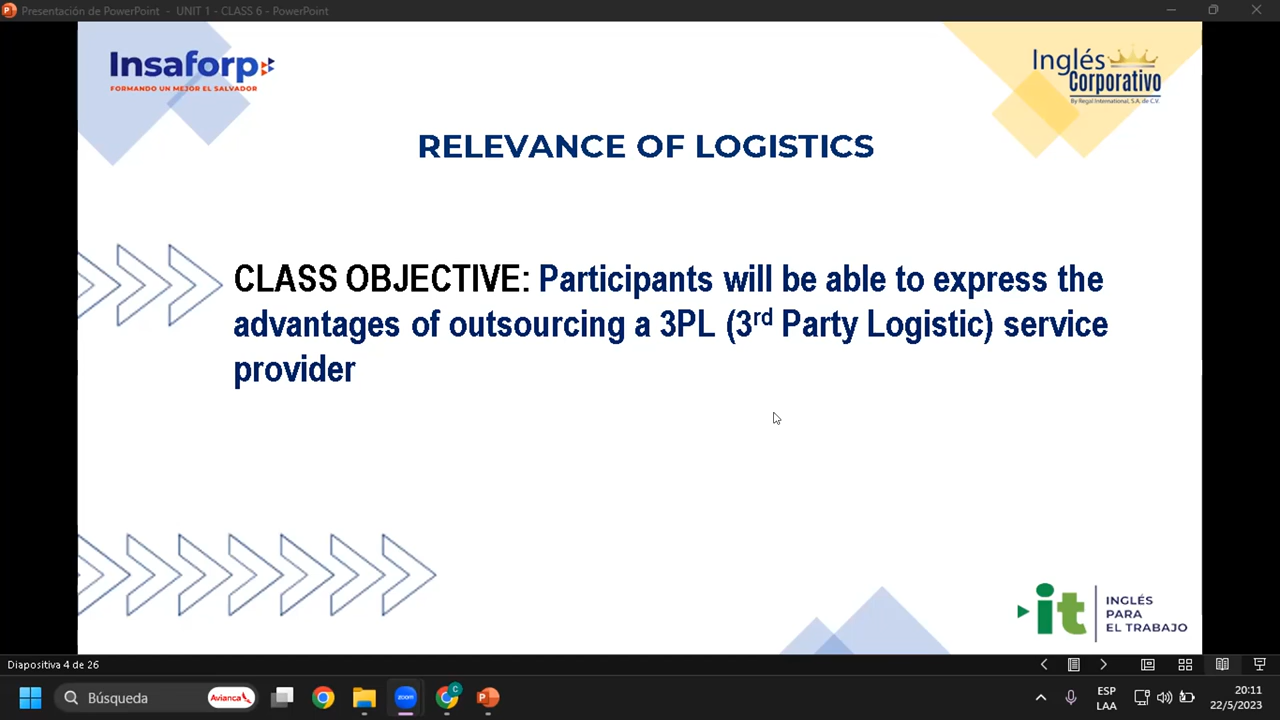 Presentación de PowerPoint - UNIT 1 - CLASS 6 - PowerPoint
Insaforp
FORMANDO UN MEJOR EL SALVADOR
Inglés
Corporativo
By Regal International, S.A. de C.V.
RELEVANCE OF LOGISTICS
CLASS OBJECTIVE: Participants will be able to express the
advantages of outsourcing a 3PL (3rd Party Logistic) service
provider
it
INGLÉS
PARA
EL TRABAJO
Diapositiva 4 de 26
Búsqueda
Avianca
zoom
C
ESP
LAA
20:11
22/5/2023